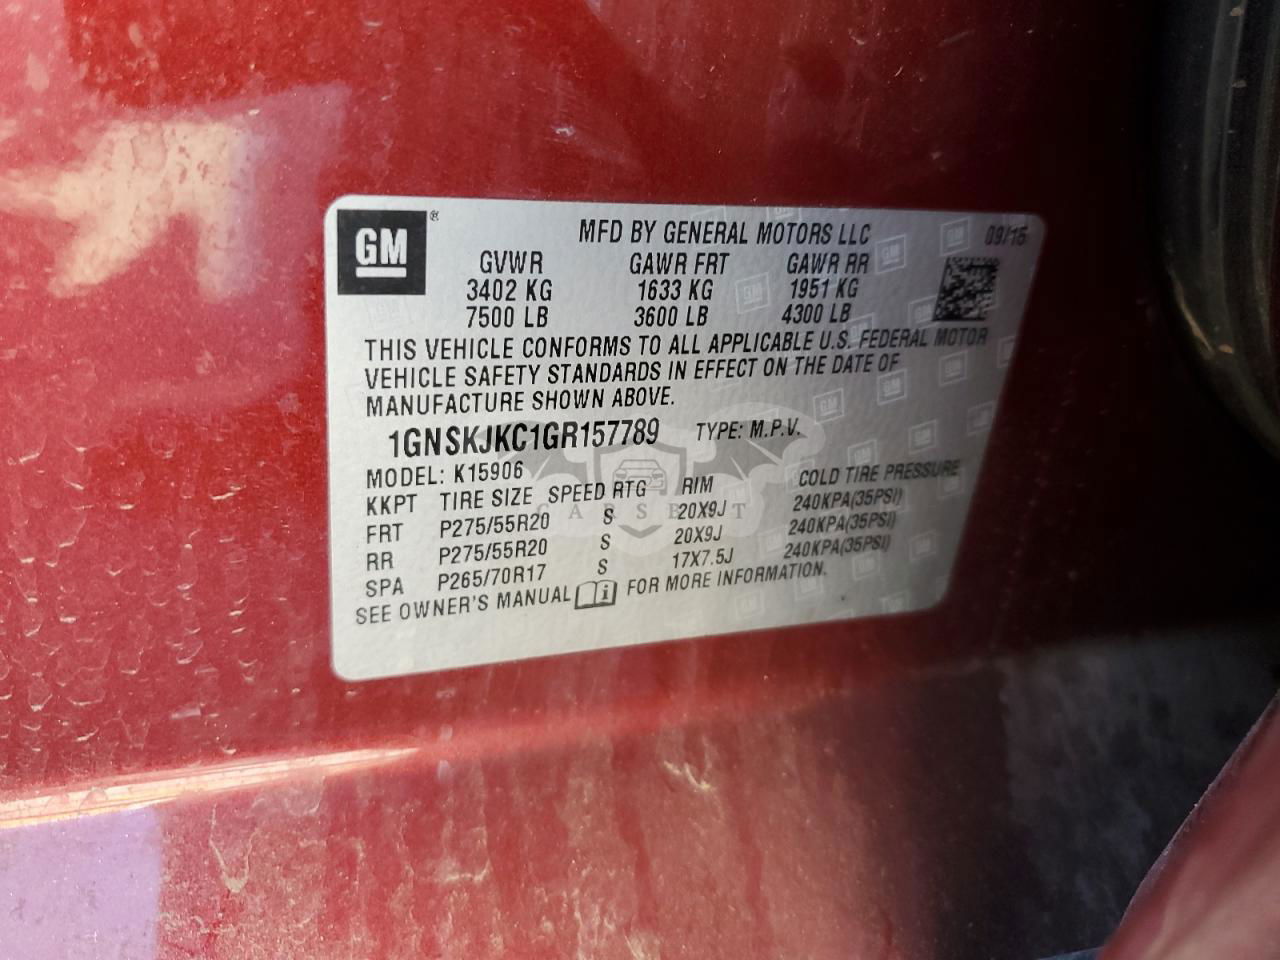 GM®
MFD BY GENERAL MOTORS LLC 09/15
GVWR GAWR FRT GAWR RR
3402 KG 1633 KG 1951 KG
7500 LB 3600 LB 4300 LB
THIS VEHICLE CONFORMS TO ALL APPLICABLE U.S. FEDERAL MOTOR
VEHICLE SAFETY STANDARDS IN EFFECT ON THE DATE OF
MANUFACTURE SHOWN ABOVE.
1GNSKJKC1GR157789 TYPE: M.P.V.
MODEL: K15906
KKPT TIRE SIZE SPEED RTG RIM COLD TIRE PRESSURE
FRT P275/55R20 S 20X9J 240KPA(35PSI)
RR P275/55R20 S 20X9J 240KPA(35PSI)
SPA P265/70R17 S 17X7.5J 240KPA(35PSI)
SEE OWNER'S MANUAL FOR MORE INFORMATION.